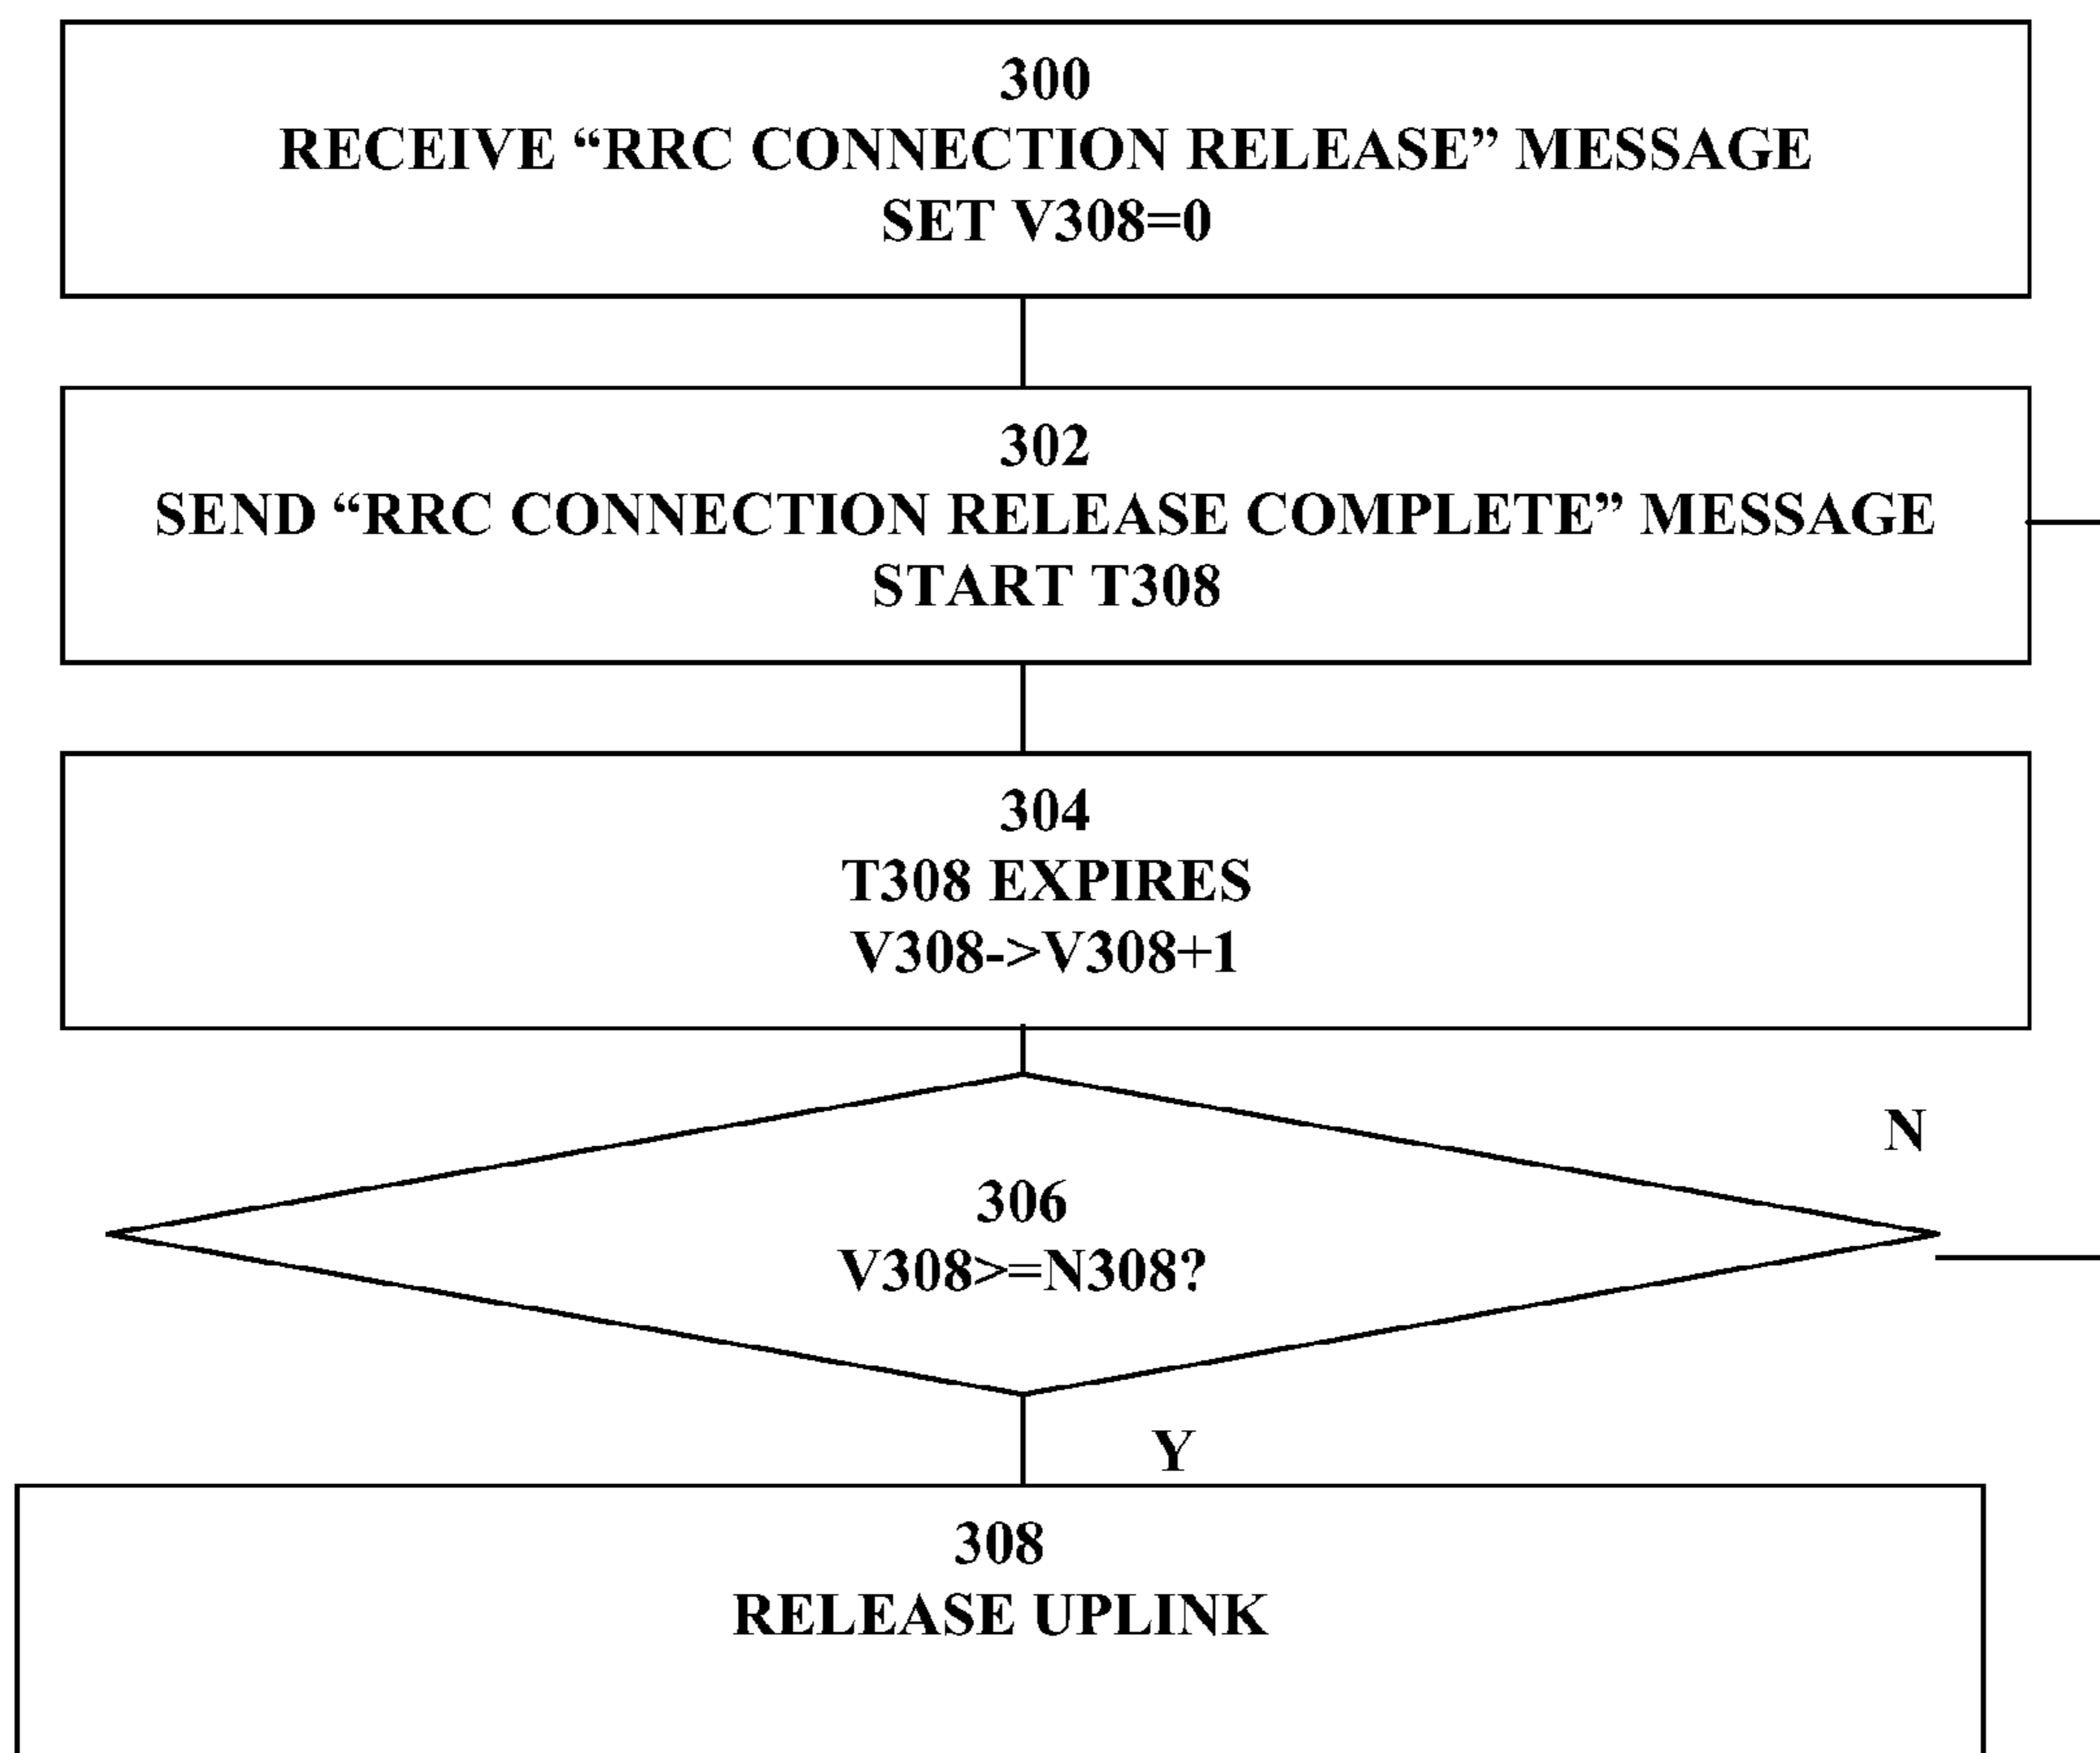 300
RECEIVE “RRC CONNECTION RELEASE” MESSAGE
SET V308=0
302
SEND “RRC CONNECTION RELEASE COMPLETE” MESSAGE
START T308
304
T308 EXPIRES
V308->V308+1
N
306
V308>=N308?
Y
308
RELEASE UPLINK